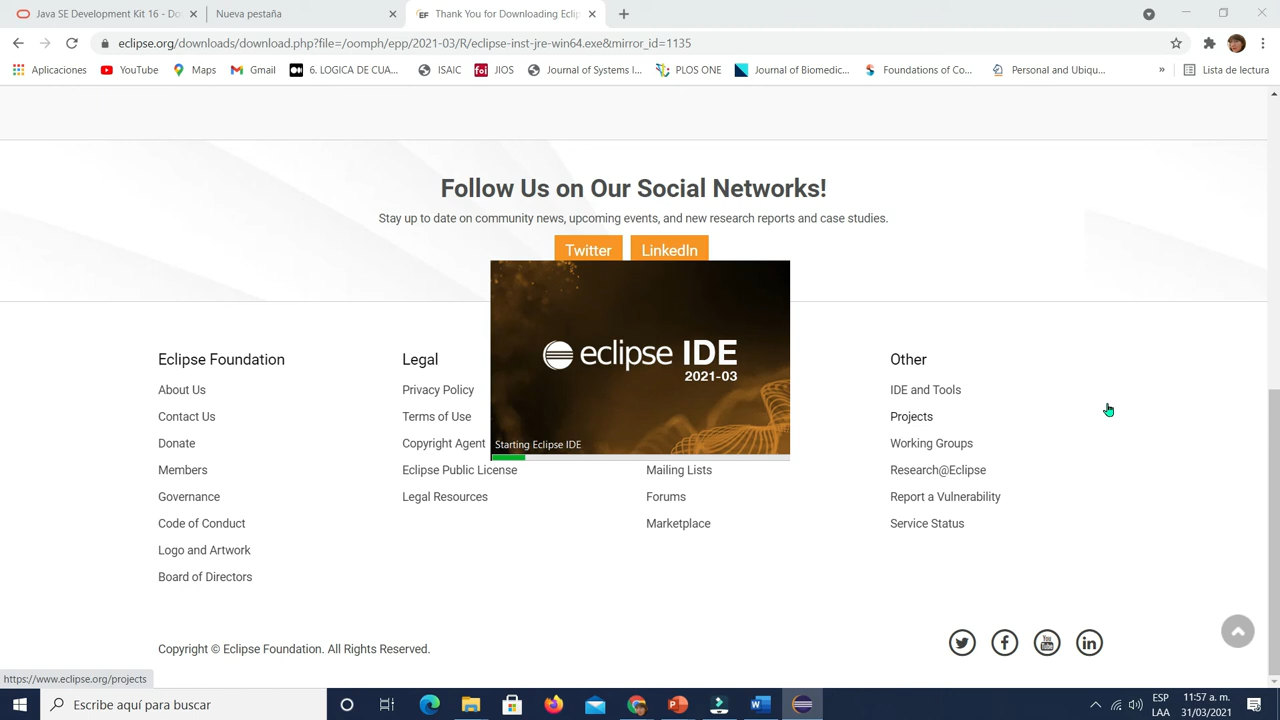 Java SE Development Kit 16 - Do
Nueva pestaña
EF Thank You for Downloading Eclip
eclipse.org/downloads/download.php?file=/oomph/epp/2021-03/R/eclipse-inst-jre-win64.exe&mirror_id=1135
Aplicaciones YouTube Maps Gmail 6. LOGICA DE CUA... ISAIC foi JIOS Journal of Systems I... PLOS ONE Journal of Biomedic... Foundations of Co... Personal and Ubiqu... » Lista de lectura
Follow Us on Our Social Networks!
Stay up to date on community news, upcoming events, and new research reports and case studies.
Twitter LinkedIn
eclipse IDE
2021-03
Starting Eclipse IDE
Eclipse Foundation
About Us
Contact Us
Donate
Members
Governance
Code of Conduct
Logo and Artwork
Board of Directors
Legal
Privacy Policy
Terms of Use
Copyright Agent
Eclipse Public License
Legal Resources
Mailing Lists
Forums
Marketplace
Other
IDE and Tools
Projects
Working Groups
Research@Eclipse
Report a Vulnerability
Service Status
Copyright © Eclipse Foundation. All Rights Reserved.
https://www.eclipse.org/projects
Escribe aquí para buscar
ESP
LAA
11:57 a. m.
31/03/2021